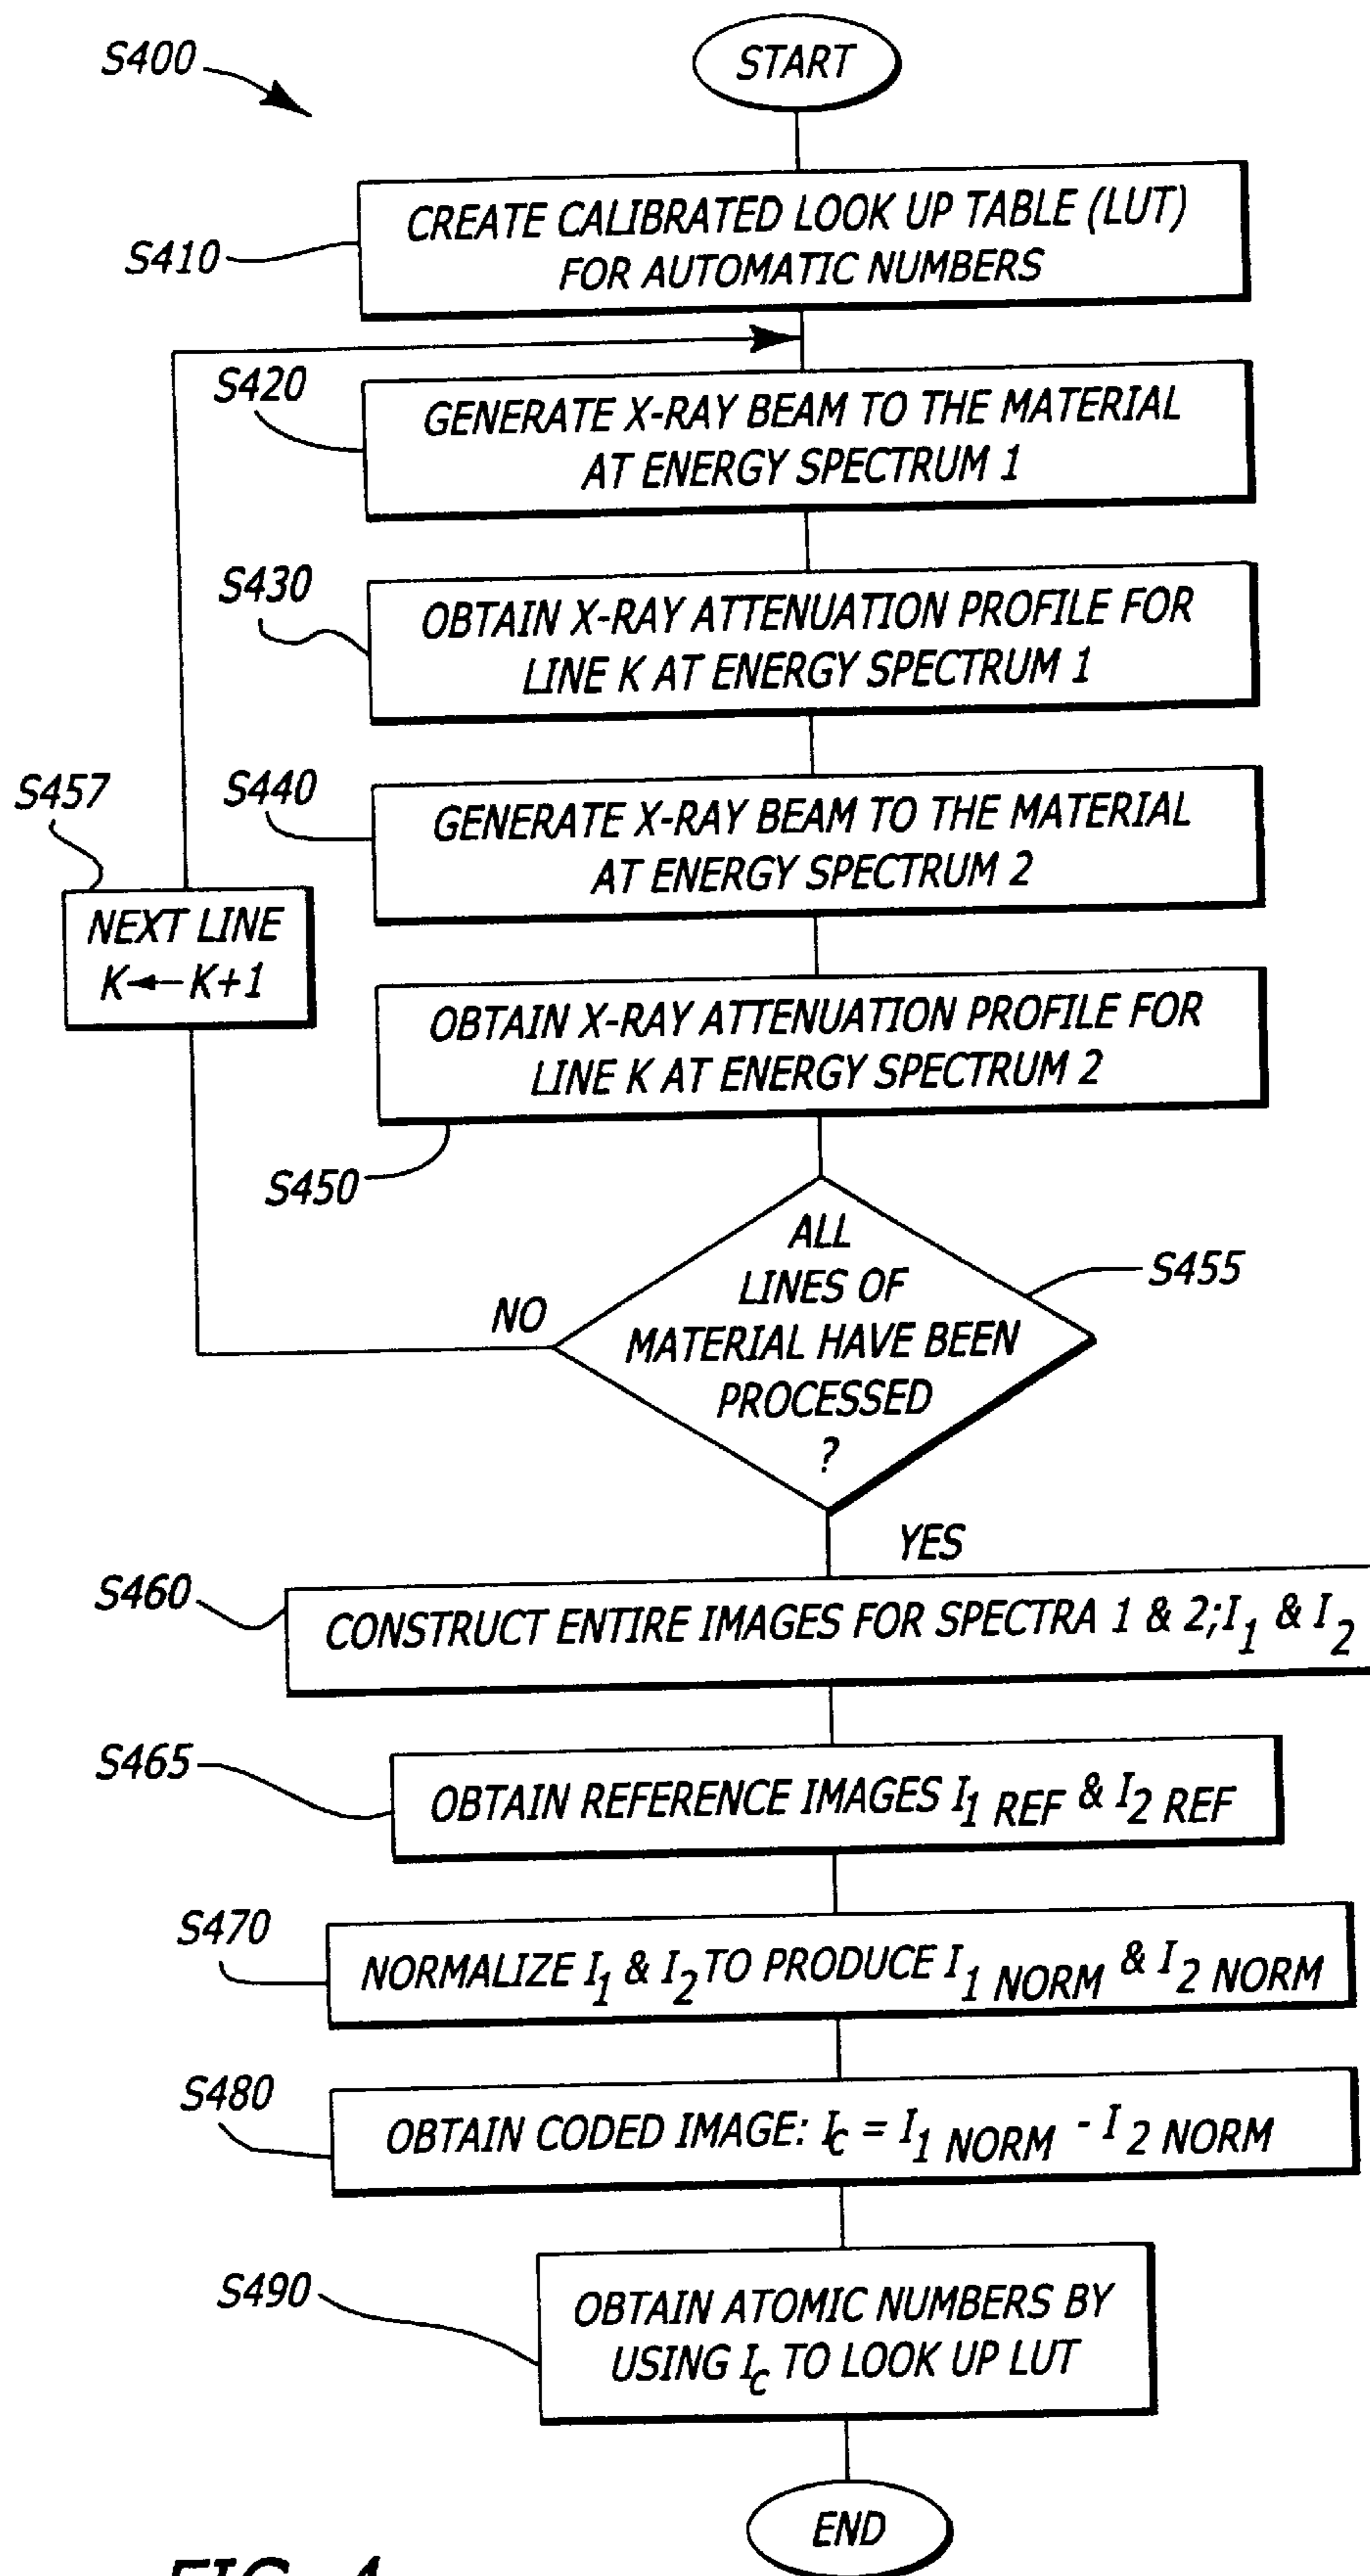 S400
START
S410
CREATE CALIBRATED LOOK UP TABLE (LUT)
FOR AUTOMATIC NUMBERS
S420
GENERATE X-RAY BEAM TO THE MATERIAL
AT ENERGY SPECTRUM 1
S430
OBTAIN X-RAY ATTENUATION PROFILE FOR
LINE K AT ENERGY SPECTRUM 1
S440
GENERATE X-RAY BEAM TO THE MATERIAL
AT ENERGY SPECTRUM 2
S457
NEXT LINE
K←K+1
OBTAIN X-RAY ATTENUATION PROFILE FOR
LINE K AT ENERGY SPECTRUM 2
S450
ALL
LINES OF
MATERIAL HAVE BEEN
PROCESSED
?
S455
NO
YES
S460
CONSTRUCT ENTIRE IMAGES FOR SPECTRA 1 & 2;I1 & I2
S465
OBTAIN REFERENCE IMAGES I1 REF & I2 REF
S470
NORMALIZE I1 & I2 TO PRODUCE I1 NORM & I2 NORM
S480
OBTAIN CODED IMAGE: IC = I1 NORM - I2 NORM
S490
OBTAIN ATOMIC NUMBERS BY
USING IC TO LOOK UP LUT
END
FIG. 4